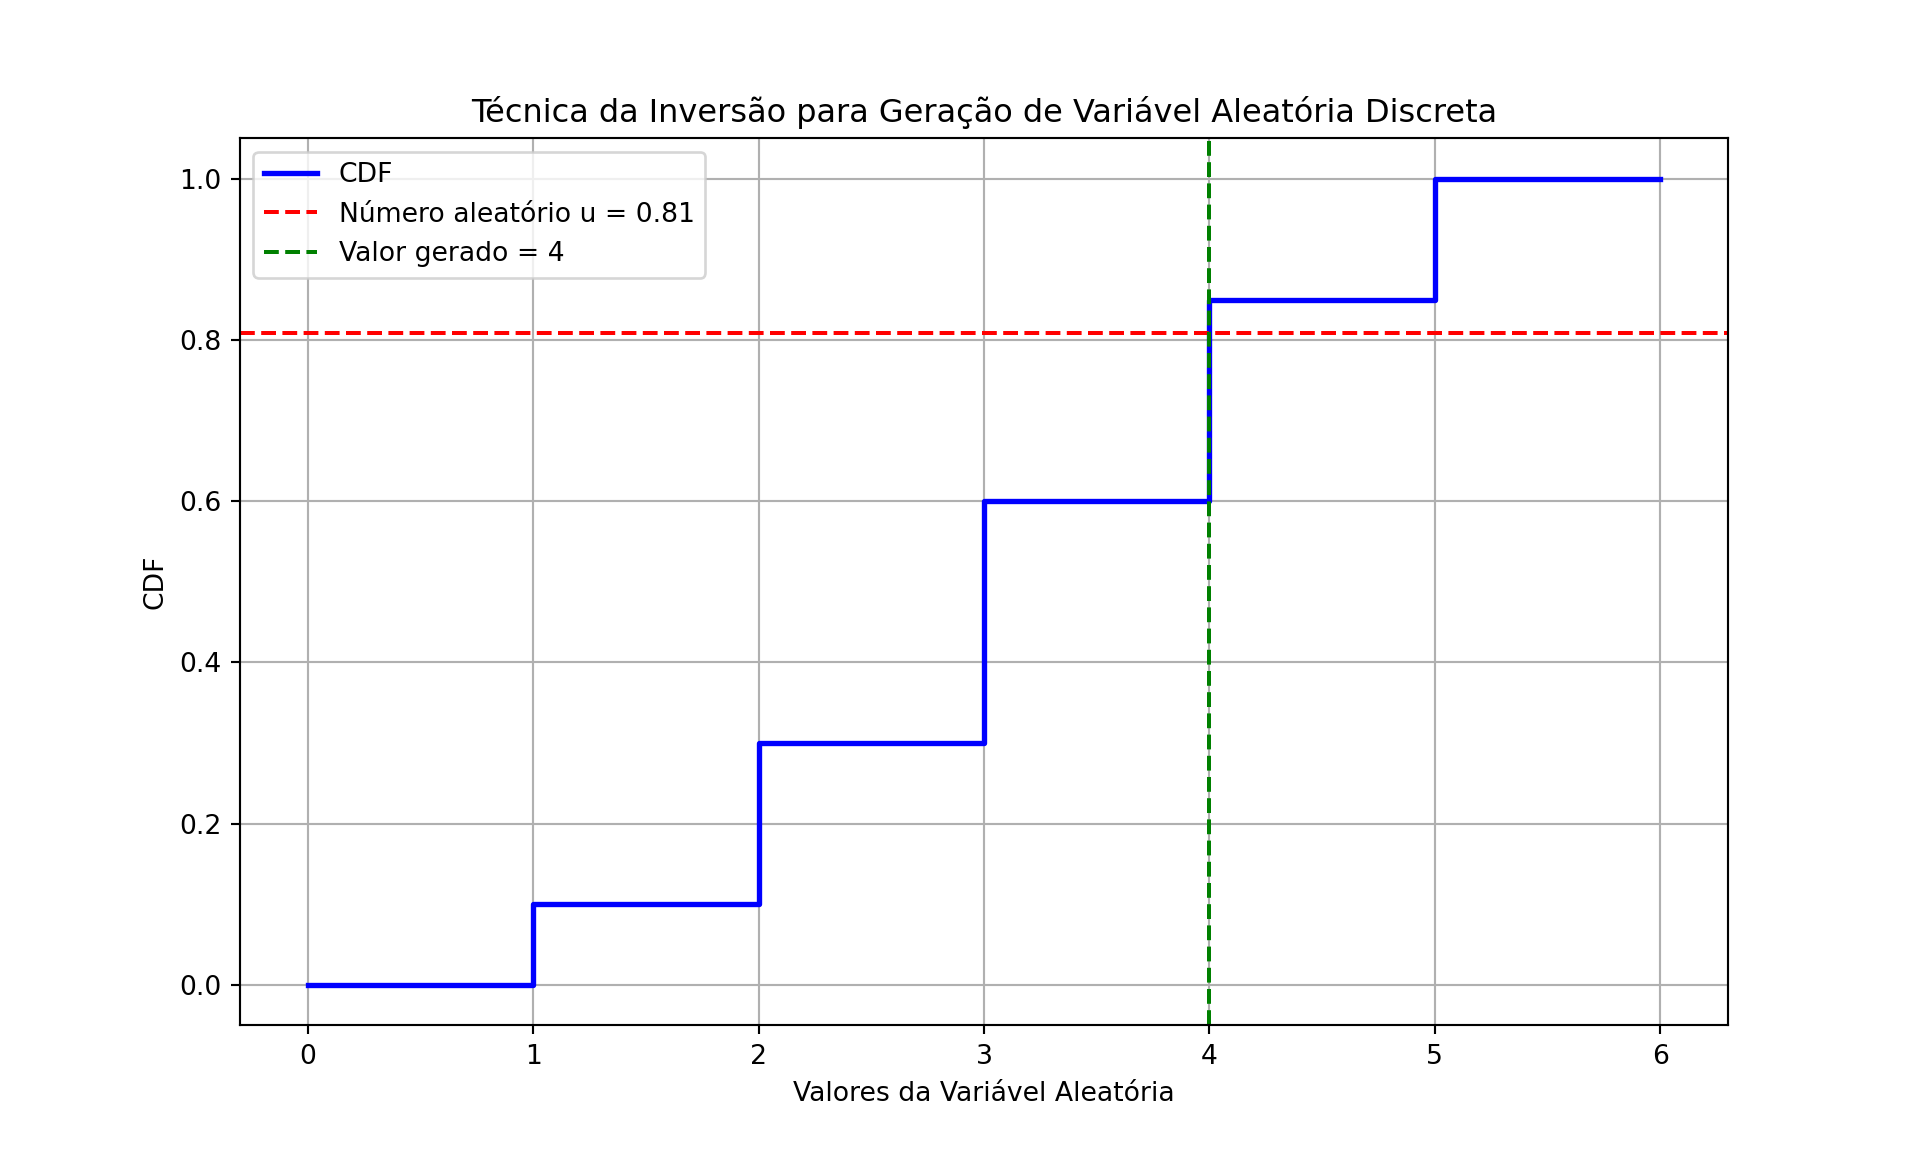 Técnica da Inversão para Geração de Variável Aleatória Discreta
CDF
Número aleatório u = 0.81
Valor gerado = 4
1.0
0.8
0.6
0.4
0.2
0.0
CDF
0 1 2 3 4 5 6
Valores da Variável Aleatória